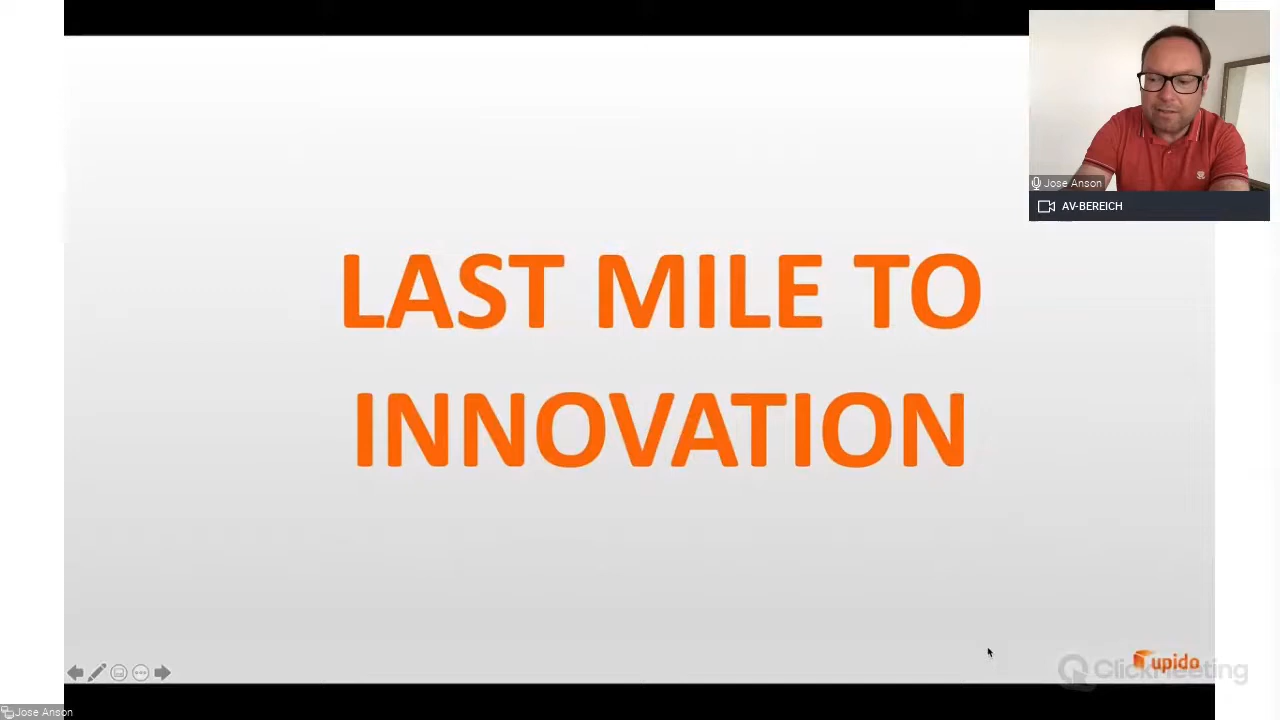 LAST MILE TO
INNOVATION
Jose Anson
AV-BEREICH
upido
ClickMeeting
Jose Anson